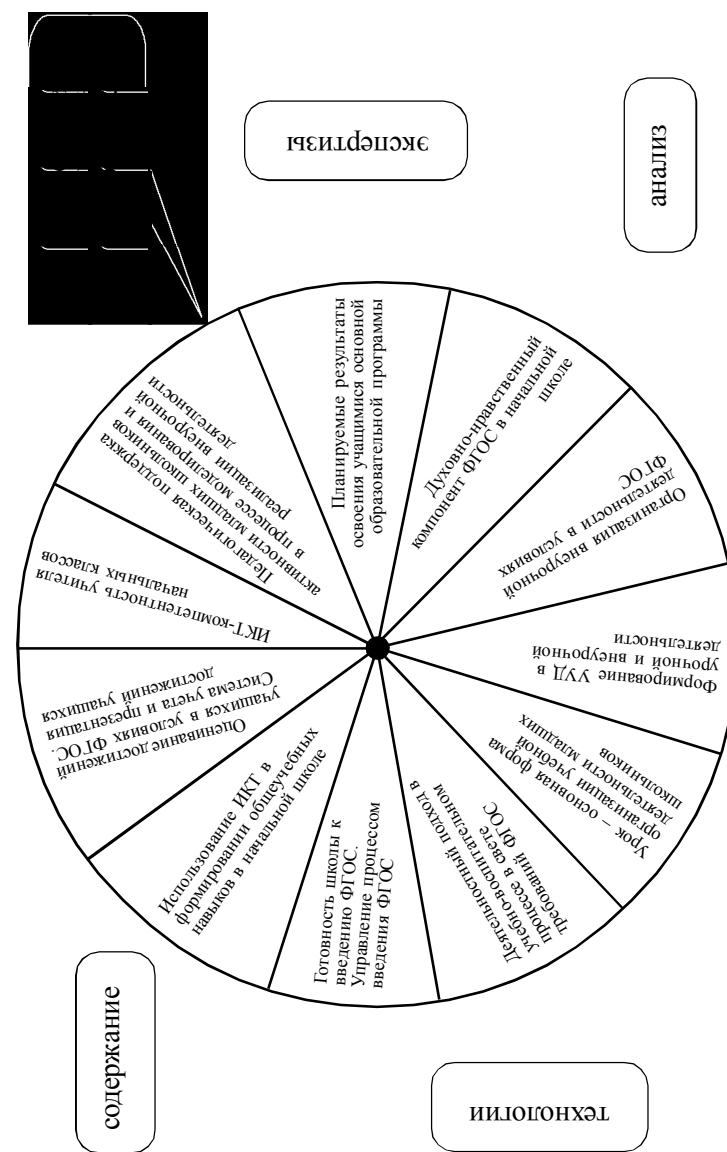 экспертизы
анализ
Планируемые результаты
освоения учащимися основной
образовательной программы
Духовно-нравственный
компонент ФГОС в начальной
школе
Организация внеурочной
деятельности в условиях
ФГОС
Формирование УУД в
урочной и внеурочной
деятельности
Урок – основная форма
организации учебной
деятельности младших
школьников
Деятельностный подход в
учебно-воспитательном
процессе в свете
требований ФГОС
Готовность школы к
введению ФГОС.
Управление процессом
введения ФГОС
Использование ИКТ в
формировании общеучебных
навыков в начальной школе
Оценивание достижений
учащихся в условиях ФГОС.
Система учета и презентация
достижений учащихся
ИКТ-компетентность учителя
начальных классов
Педагогическая поддержка
активности младших школьников
в процессе моделирования и
реализации внеурочной
деятельности
содержание
технологии